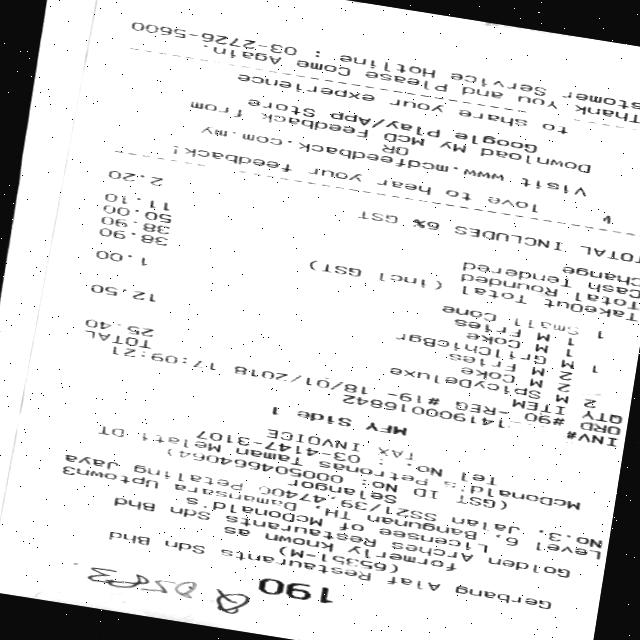 190
Gerbang Alaf Restaurants Sdn Bhd
(65351-M)
formerly known as
Golden Arches Restaurants Sdn Bhd
Licensee of McDonald's
Level 6, Bangunan TH, Damansara Uptown3
No.3, Jalan SS21/39,47400 Petaling Jaya
Selangor
(GST ID No: 000504664064)
McDonald's Petronas Taman Melati DT
Tel No. : 03-4147-3107
TAX INVOICE
MFY Side 1
INV# 1419000016842
ORD #90 -REG #19- 18/01/2018 17:09:21
QTY ITEM TOTAL
2 M SpicyDeluxe 25.40
2 M Coke
2 M Fries
1 M GrilChicBgr 12.50
1 M Coke
1 M Fries
1 Small Cone 1.00
TakeOut Total (incl GST) 38.90
Total Rounded 38.90
Cash Tendered 50.00
Change 11.10
TOTAL INCLUDES 6% GST 2.20
love to hear your feedback!
Visit www.mcdfeedback.com.my
OR
Download My McD Feedback from
Google Play/App Store
to share your experience
Thank You and Please Come Again.
stomer Service Hotline : 03-2726-5600